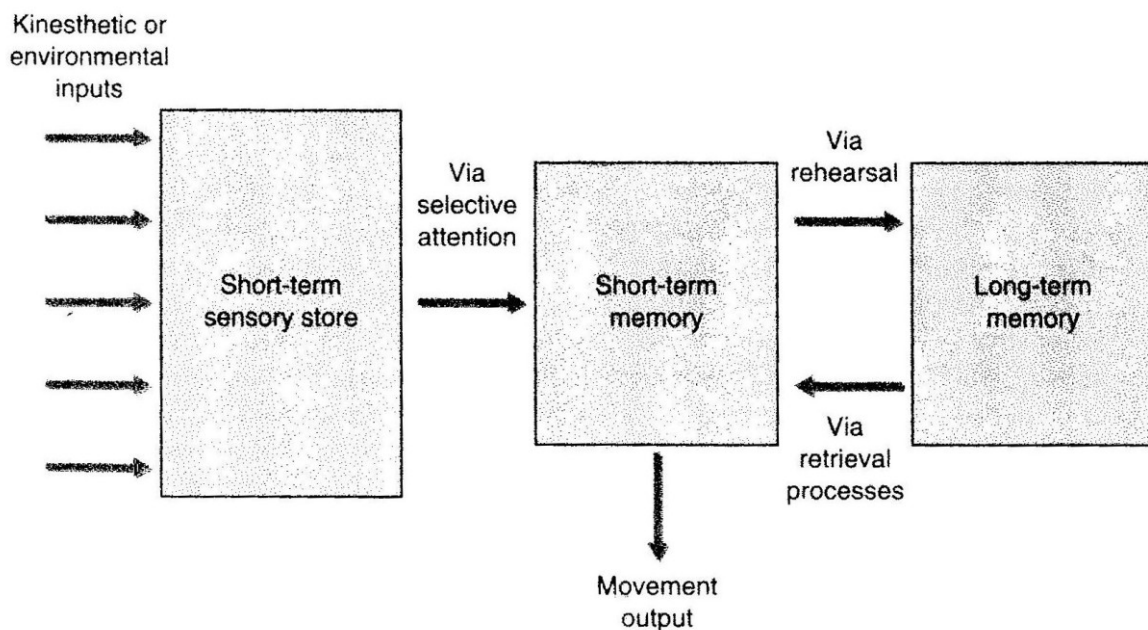 Kinesthetic or
environmental
inputs
Short-term
sensory store
Via
selective
attention
Short-term
memory
Via
rehearsal
Long-term
memory
Via
retrieval
processes
Movement
output